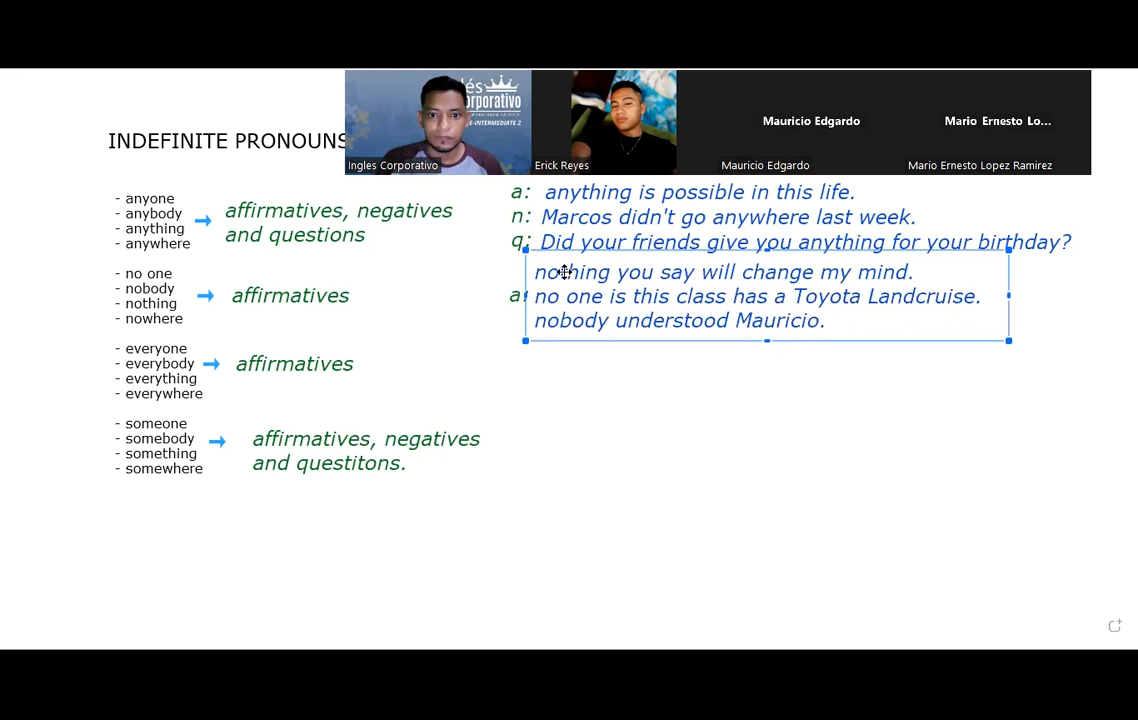 INDEFINITE PRONOUNS
és
orporativo
E-INTERMEDIATE 2
Ingles Corporativo
Erick Reyes
Mauricio Edgardo
Mauricio Edgardo
Mario Ernesto Lo...
Mario Ernesto Lopez Ramirez
- anyone
- anybody
- anything
- anywhere
affirmatives, negatives
and questions
- no one
- nobody
- nothing
- nowhere
affirmatives
- everyone
- everybody
- everything
- everywhere
affirmatives
- someone
- somebody
- something
- somewhere
affirmatives, negatives
and questitons.
a: anything is possible in this life.
n: Marcos didn't go anywhere last week.
q: Did your friends give you anything for your birthday?
nothing you say will change my mind.
a: no one is this class has a Toyota Landcruise.
nobody understood Mauricio.